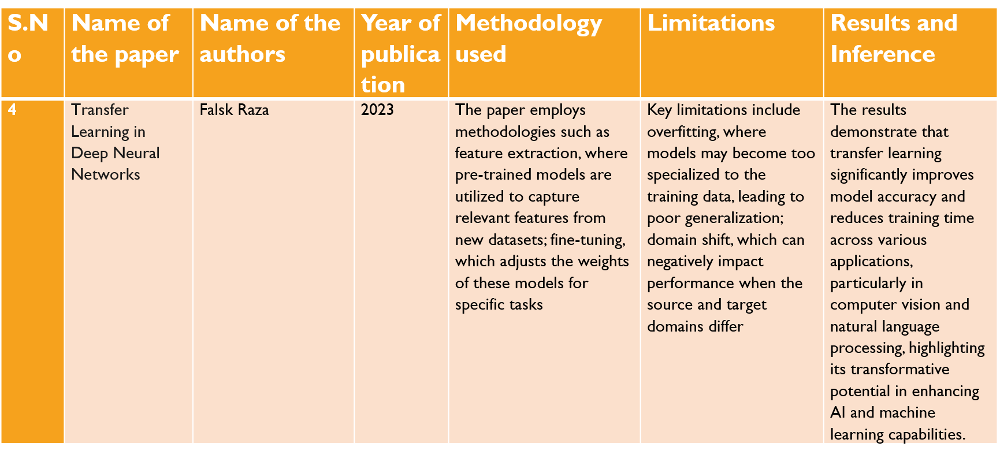 S.N
o
Name of
the paper
Name of the
authors
Year of
publica
tion
Methodology
used
Limitations
Results and
Inference
4
Transfer
Learning in
Deep Neural
Networks
Falsk Raza
2023
The paper employs
methodologies such as
feature extraction, where
pre-trained models are
utilized to capture
relevant features from
new datasets; fine-tuning,
which adjusts the weights
of these models for
specific tasks
Key limitations include
overfitting, where
models may become too
specialized to the
training data, leading to
poor generalization;
domain shift, which can
negatively impact
performance when the
source and target
domains differ
The results
demonstrate that
transfer learning
significantly improves
model accuracy and
reduces training time
across various
applications,
particularly in
computer vision and
natural language
processing, highlighting
its transformative
potential in enhancing
AI and machine
learning capabilities.